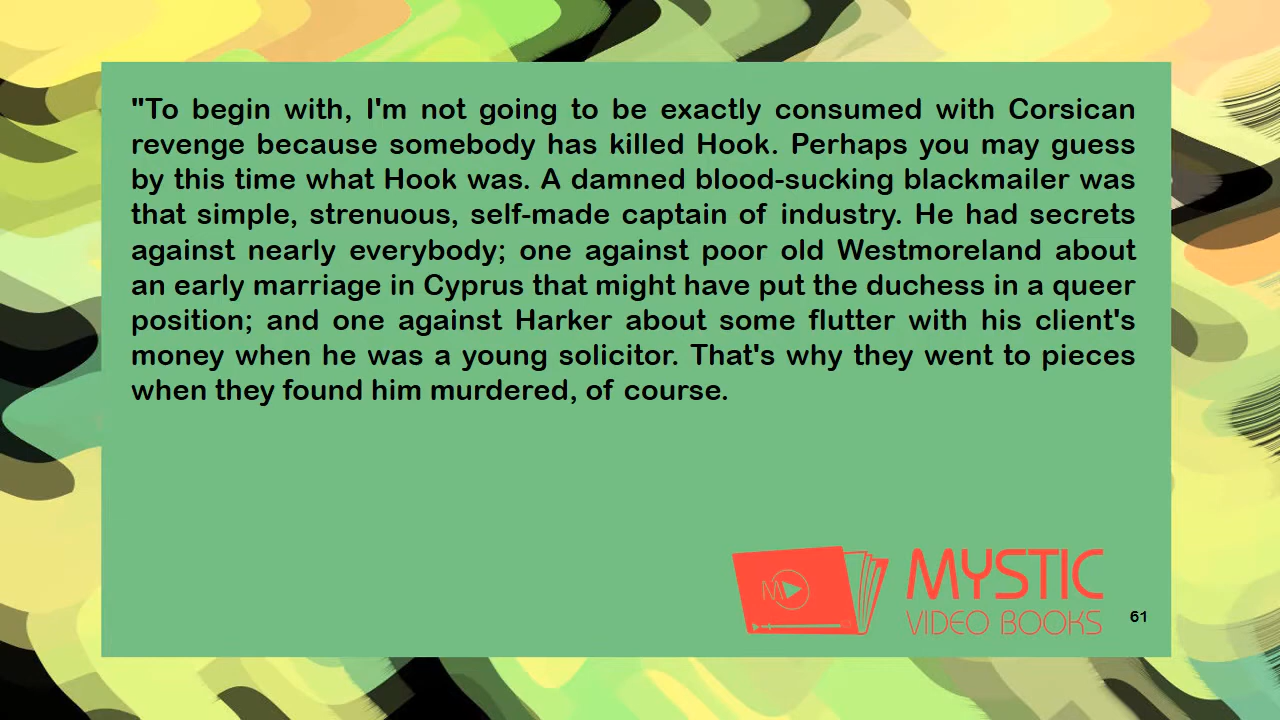 "To begin with, I'm not going to be exactly consumed with Corsican
revenge because somebody has killed Hook. Perhaps you may guess
by this time what Hook was. A damned blood-sucking blackmailer was
that simple, strenuous, self-made captain of industry. He had secrets
against nearly everybody; one against poor old Westmoreland about
an early marriage in Cyprus that might have put the duchess in a queer
position; and one against Harker about some flutter with his client's
money when he was a young solicitor. That's why they went to pieces
when they found him murdered, of course.
M
MYSTIC
VIDEO BOOKS
61